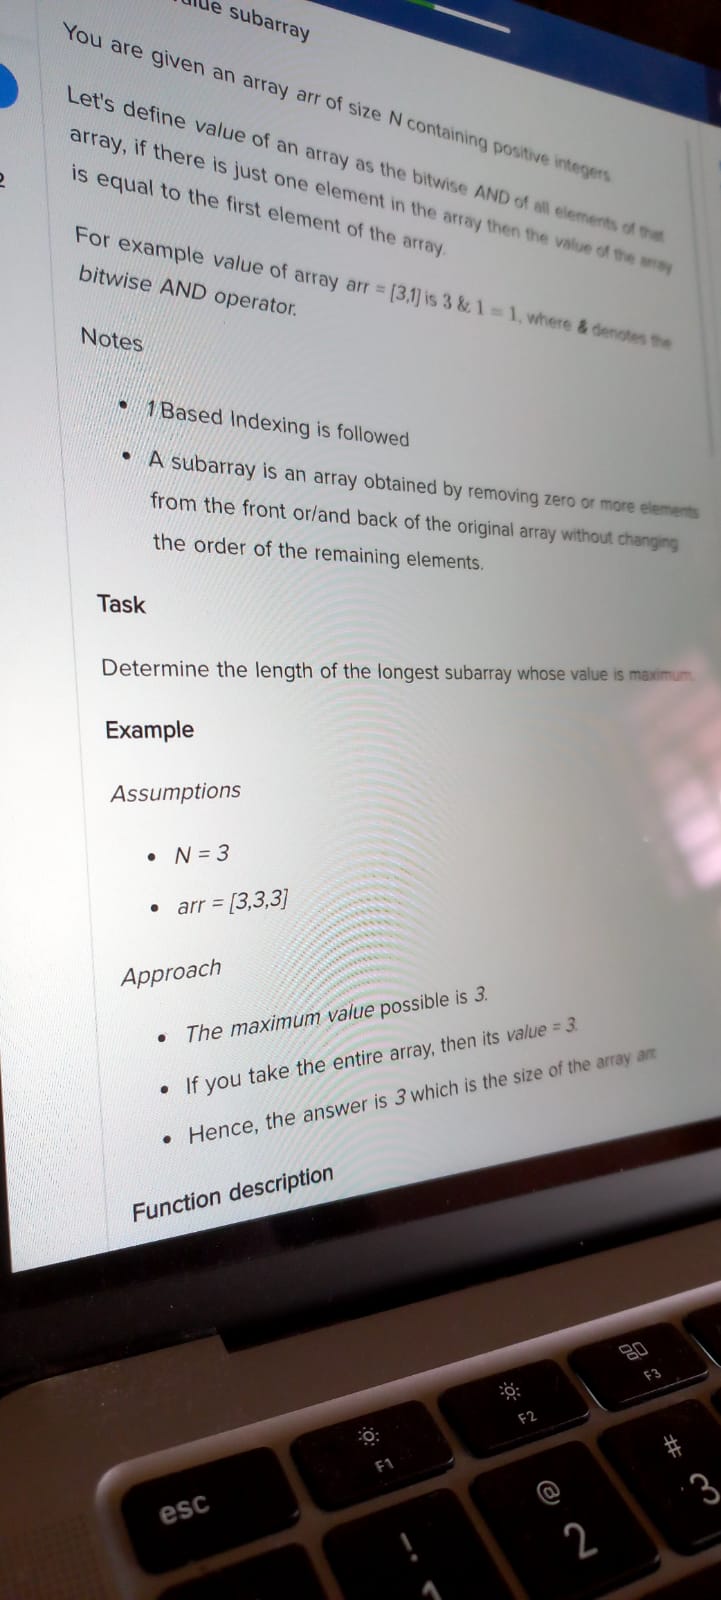 subarray
You are given an array arr of size N containing positive integers
Let's define value of an array as the bitwise AND of all elements of that
array, if there is just one element in the array then the value of the array
is equal to the first element of the array.
For example value of array arr = [3,1] is 3 & 1 = 1, where & denotes the
bitwise AND operator.
2
Notes
• 1 Based Indexing is followed
• A subarray is an array obtained by removing zero or more elements
from the front or/and back of the original array without changing
the order of the remaining elements.
Task
Determine the length of the longest subarray whose value is maximum.
Example
Assumptions
• N = 3
• arr = [3,3,3]
Approach
• The maximum value possible is 3.
• If you take the entire array, then its value = 3.
• Hence, the answer is 3 which is the size of the array arr.
Function description
esc
F1
F2
F3
!
1
@
2
#
3